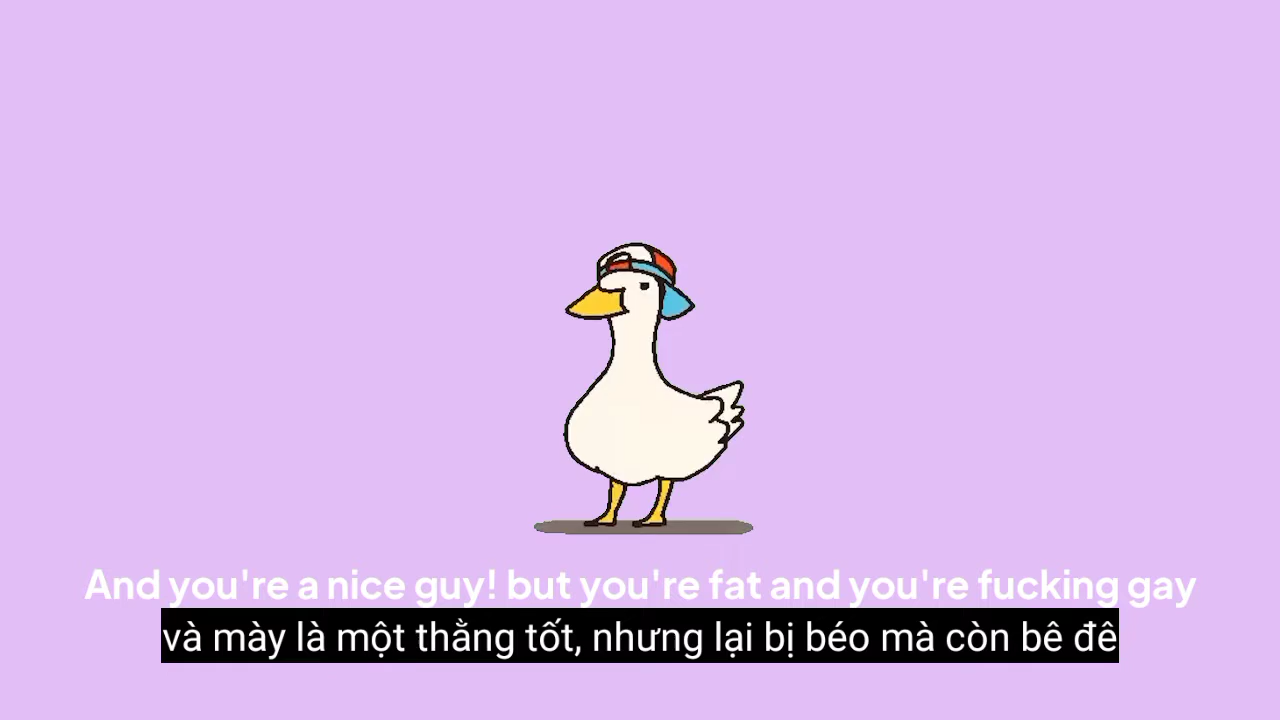 And you're a nice guy! but you're fat and you're fucking gay
và mày là một thằng tốt, nhưng lại bị béo mà còn bê đê